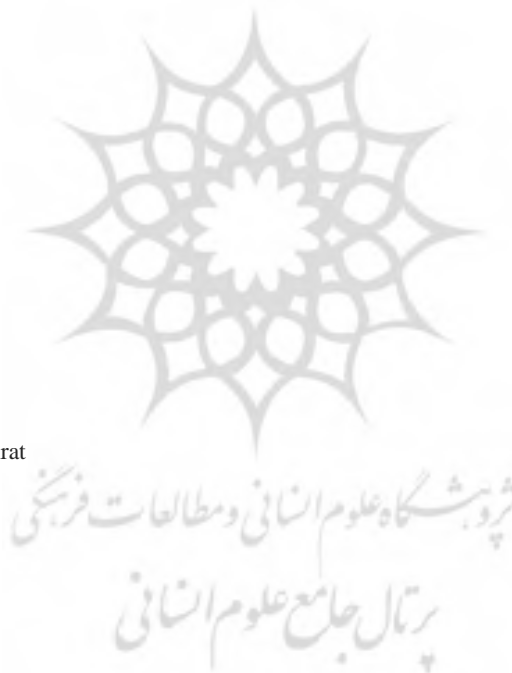 rat
پژوهشگاه علوم انسانی و مطالعات فرهنگی
پرتال جامع علوم انسانی